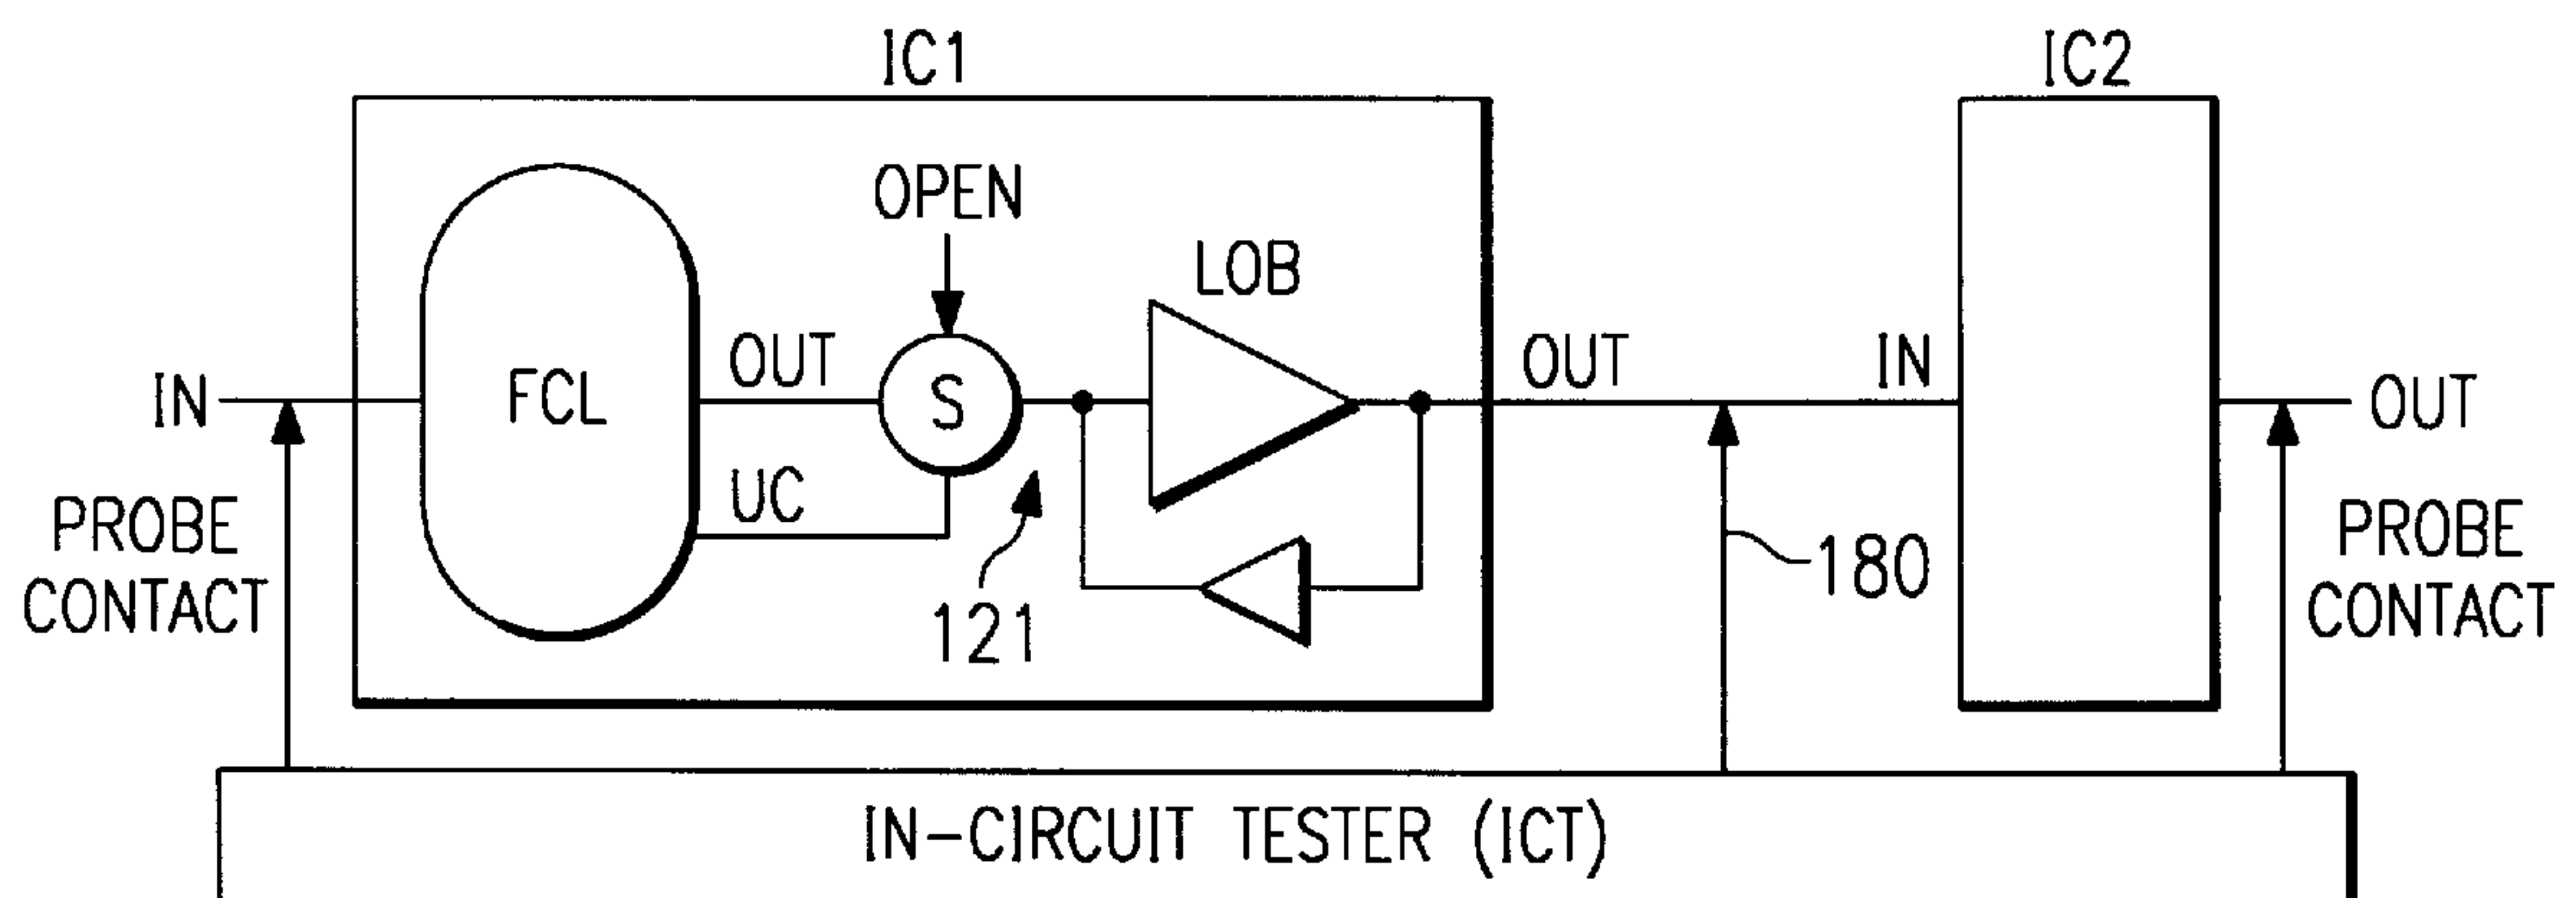 IC1
IC2
OPEN
LOB
OUT
S
OUT
IN
IN
FCL
OUT
UC
PROBE
CONTACT
121
180
PROBE
CONTACT
IN-CIRCUIT TESTER (ICT)